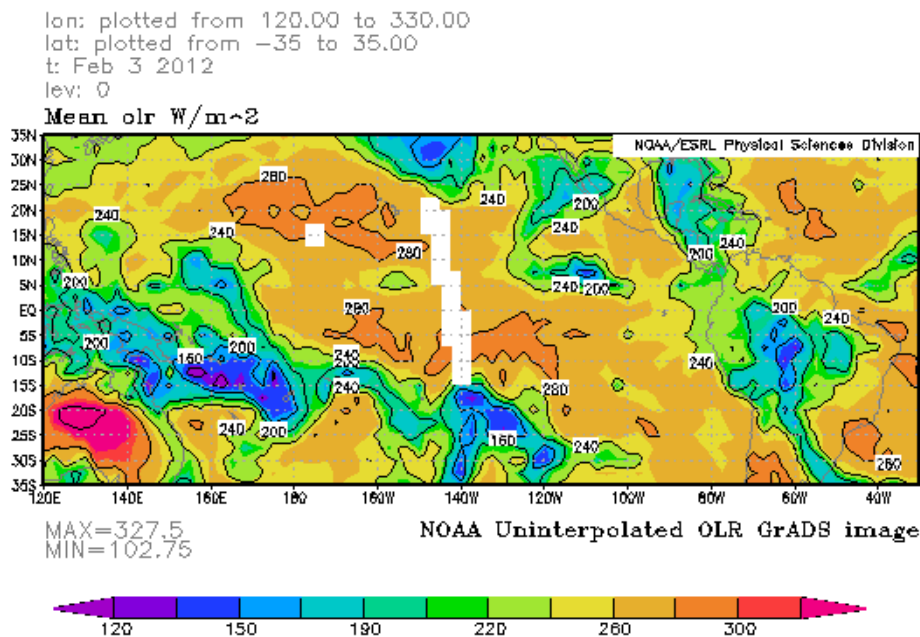 lon: plotted from 120.00 to 330.00
lat: plotted from −35 to 35.00
t: Feb 3 2012
lev: 0
Mean olr W/m^2
35N
NOAA/ESRL Physical Sciences Division
30N
280
25N
240 200
20N
240 240 240
15N
240 280 200
10N
200
5N 240 200
280 200
EQ
240
5S
200 200
240
10S 160 200 240
15S 240 280
20S
240 200
25S 160 240
30S 280
35S
120E 140E 160E 180 160W 140W 120W 100W 80W 60W 40W
MAX=327.5
MIN=102.75
NOAA Uninterpolated OLR GrADS image
120 150 190 220 260 300